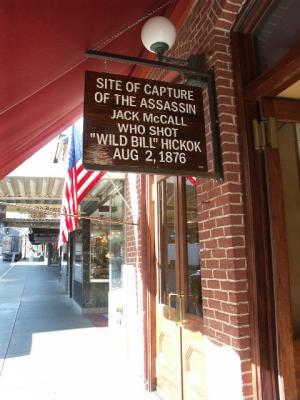 SITE OF CAPTURE
OF THE ASSASSIN
JACK McCALL
WHO SHOT
"WILD BILL" HICKOK
AUG 2, 1876